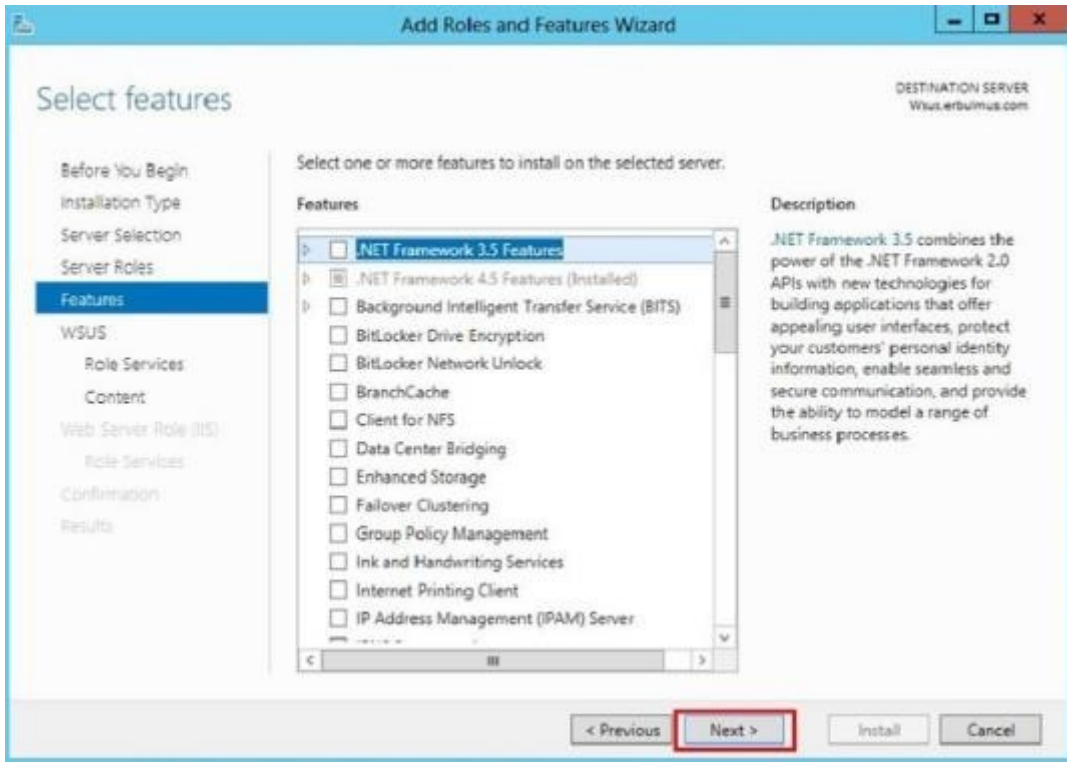 Add Roles and Features Wizard
Select features
DESTINATION SERVER
Wsus.erbulmus.com
Before You Begin
Installation Type
Server Selection
Server Roles
Features
WSUS
Role Services
Content
Web Server Role (IIS)
Role Services
Confirmation
Results
Select one or more features to install on the selected server.
Features
.NET Framework 3.5 Features
.NET Framework 4.5 Features (Installed)
Background Intelligent Transfer Service (BITS)
BitLocker Drive Encryption
BitLocker Network Unlock
BranchCache
Client for NFS
Data Center Bridging
Enhanced Storage
Failover Clustering
Group Policy Management
Ink and Handwriting Services
Internet Printing Client
IP Address Management (IPAM) Server
Description
.NET Framework 3.5 combines the
power of the .NET Framework 2.0
APIs with new technologies for
building applications that offer
appealing user interfaces, protect
your customers' personal identity
information, enable seamless and
secure communication, and provide
the ability to model a range of
business processes.
< Previous
Next >
Install
Cancel